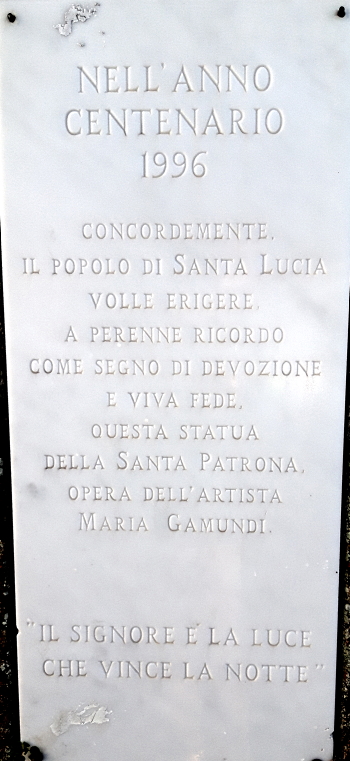 NELL'ANNO
CENTENARIO
1996
CONCORDEMENTE,
IL POPOLO DI SANTA LUCIA
VOLLE ERIGERE,
A PERENNE RICORDO
COME SEGNO DI DEVOZIONE
E VIVA FEDE,
QUESTA STATUA
DELLA SANTA PATRONA,
OPERA DELL'ARTISTA
MARIA GAMUNDI.
"IL SIGNORE E' LA LUCE
CHE VINCE LA NOTTE"